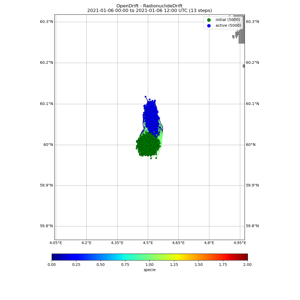 OpenDrift - RadionuclideDrift
2021-01-06 00:00 to 2021-01-06 12:00 UTC (13 steps)
initial (5000)
active (5000)
60.3°N 60.3°N
60.2°N 60.2°N
60.1°N 60.1°N
60°N 60°N
59.9°N 59.9°N
59.8°N 59.8°N
4.05°E 4.2°E 4.35°E 4.5°E 4.65°E 4.8°E 4.95°E
0.00 0.25 0.50 0.75 1.00 1.25 1.50 1.75 2.00
specie